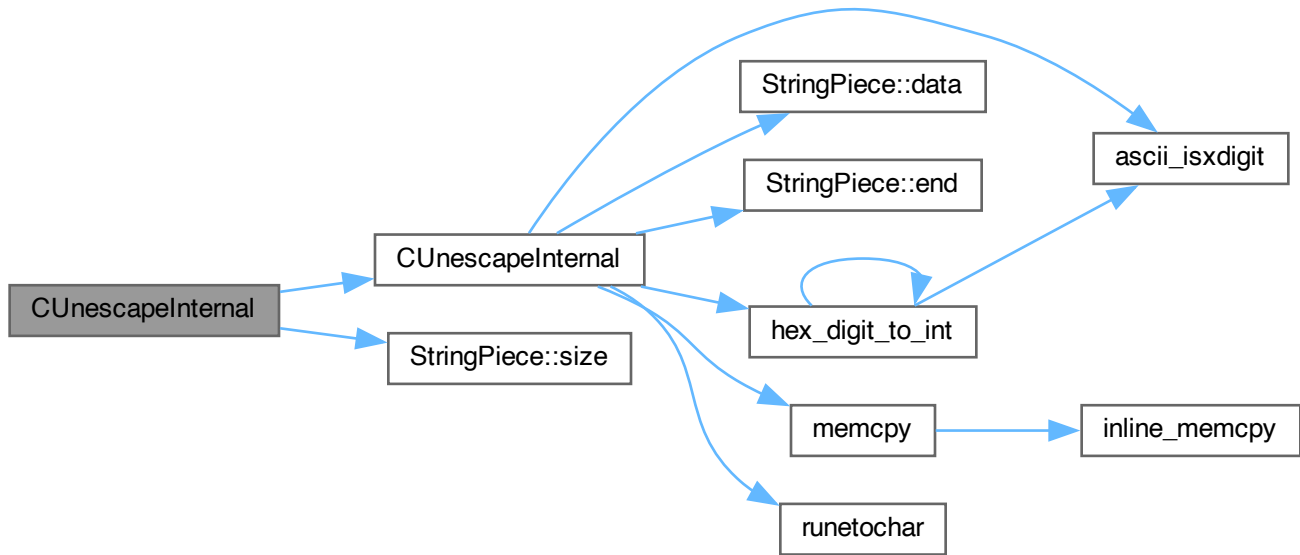 CUnescapeInternal
CUnescapeInternal
StringPiece::size
StringPiece::data
StringPiece::end
hex_digit_to_int
memcpy
runetochar
ascii_isxdigit
inline_memcpy